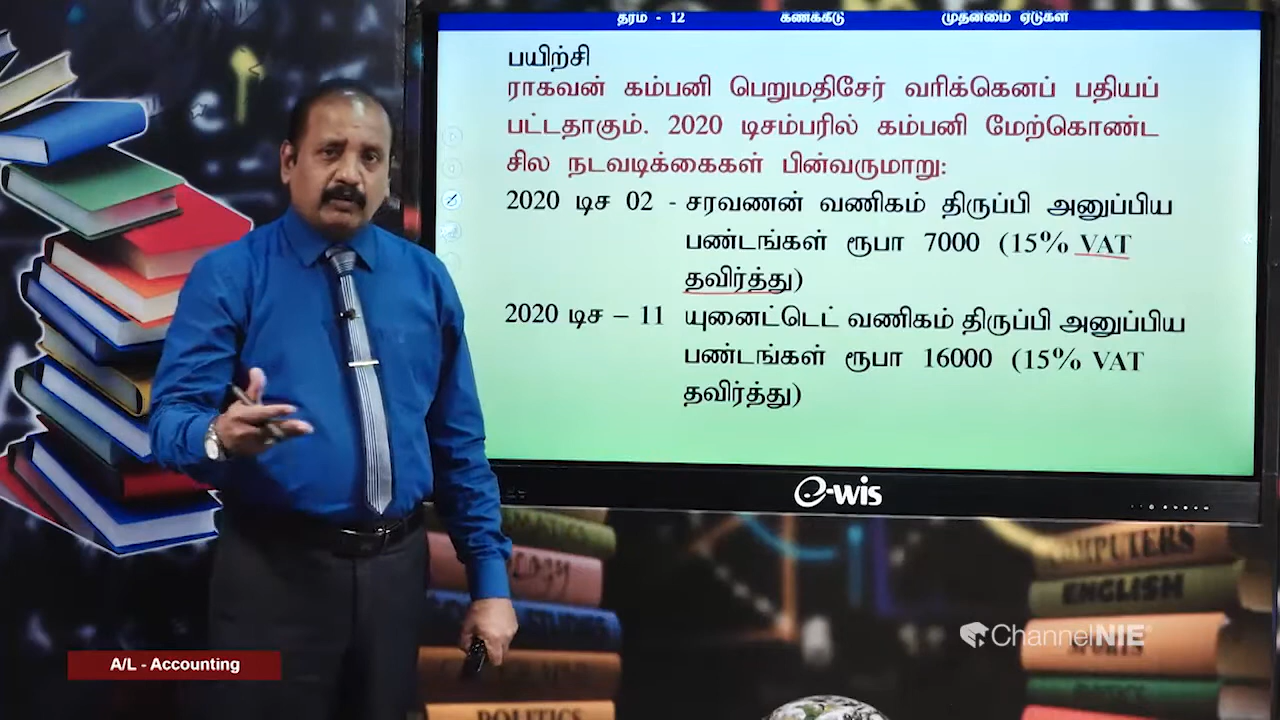 தரம் - 12 கணக்கீடு முதன்மை ஏடுகள்
பயிற்சி
ராகவன் கம்பனி பெறுமதிசேர் வரிக்கெனப் பதியப்
பட்டதாகும். 2020 டிசம்பரில் கம்பனி மேற்கொண்ட
சில நடவடிக்கைகள் பின்வருமாறு:
2020 டிச 02 - சரவணன் வணிகம் திருப்பி அனுப்பிய
பண்டங்கள் ரூபா 7000 (15% VAT
தவிர்த்து)
2020 டிச – 11 யுனைட்டெட் வணிகம் திருப்பி அனுப்பிய
பண்டங்கள் ரூபா 16000 (15% VAT
தவிர்த்து)
e-wis
COMPUTERS
ENGLISH
ChannelNIE
SPORTS
A/L - Accounting
POLITICS